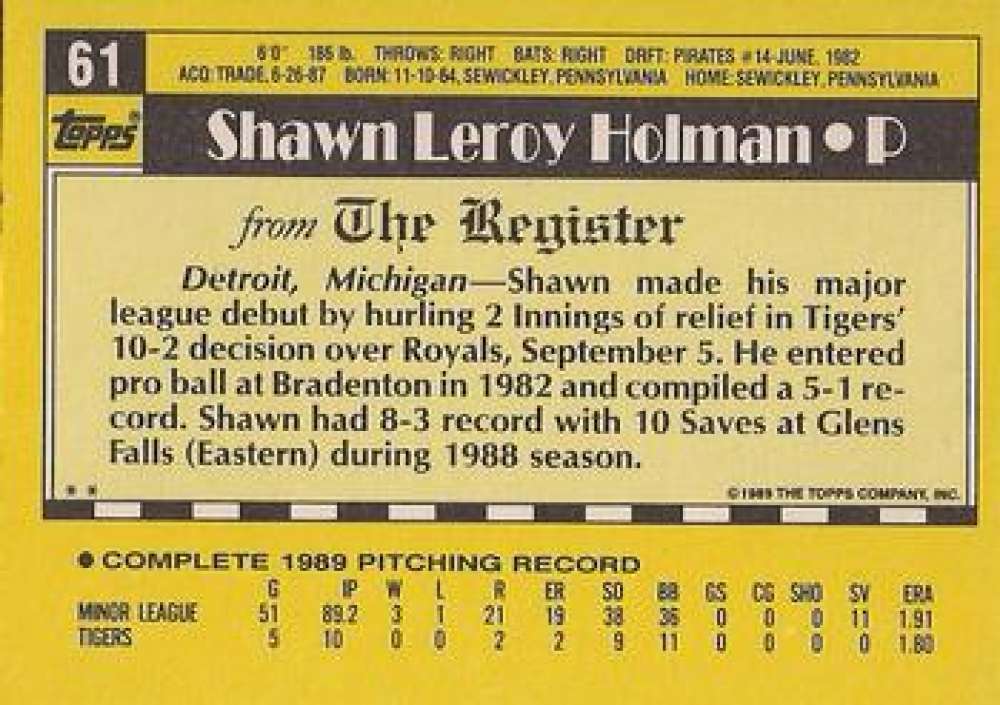 61
6'0" 185 lb. THROWS: RIGHT BATS: RIGHT DRFT: PIRATES #14-JUNE, 1982
ACQ: TRADE, 6-26-87 BORN: 11-10-64, SEWICKLEY, PENNSYLVANIA HOME: SEWICKLEY, PENNSYLVANIA
Topps®
Shawn Leroy Holman • P
from The Register
Detroit, Michigan—Shawn made his major
league debut by hurling 2 Innings of relief in Tigers'
10-2 decision over Royals, September 5. He entered
pro ball at Bradenton in 1982 and compiled a 5-1 re-
cord. Shawn had 8-3 record with 10 Saves at Glens
Falls (Eastern) during 1988 season.
* *
©1989 THE TOPPS COMPANY, INC.
• COMPLETE 1989 PITCHING RECORD
G IP W L R ER SO BB GS CG SHO SV ERA
MINOR LEAGUE 51 89.2 3 1 21 19 38 36 0 0 0 11 1.91
TIGERS 5 10 0 0 2 2 9 11 0 0 0 0 1.80